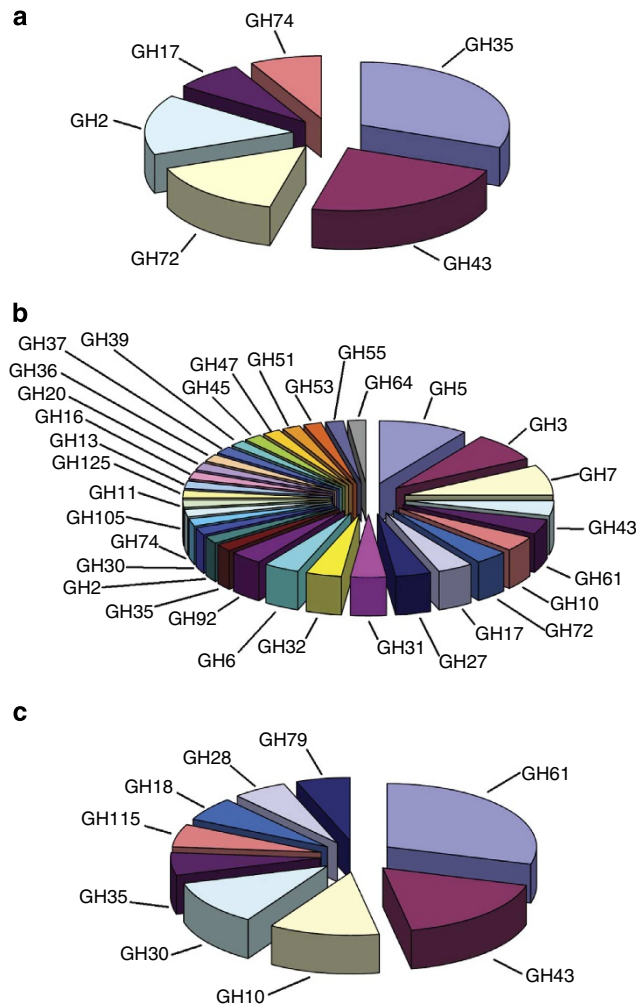 a
GH74
GH35
GH17
GH2
GH72
GH43
b
GH37
GH39
GH36
GH47
GH51
GH55
GH20
GH45
GH53
GH64
GH5
GH16
GH3
GH13
GH125
GH7
GH11
GH105
GH43
GH74
GH30
GH61
GH2
GH10
GH35
GH92
GH72
GH17
GH6
GH32
GH31
GH27
c
GH79
GH28
GH61
GH18
GH115
GH35
GH30
GH43
GH10